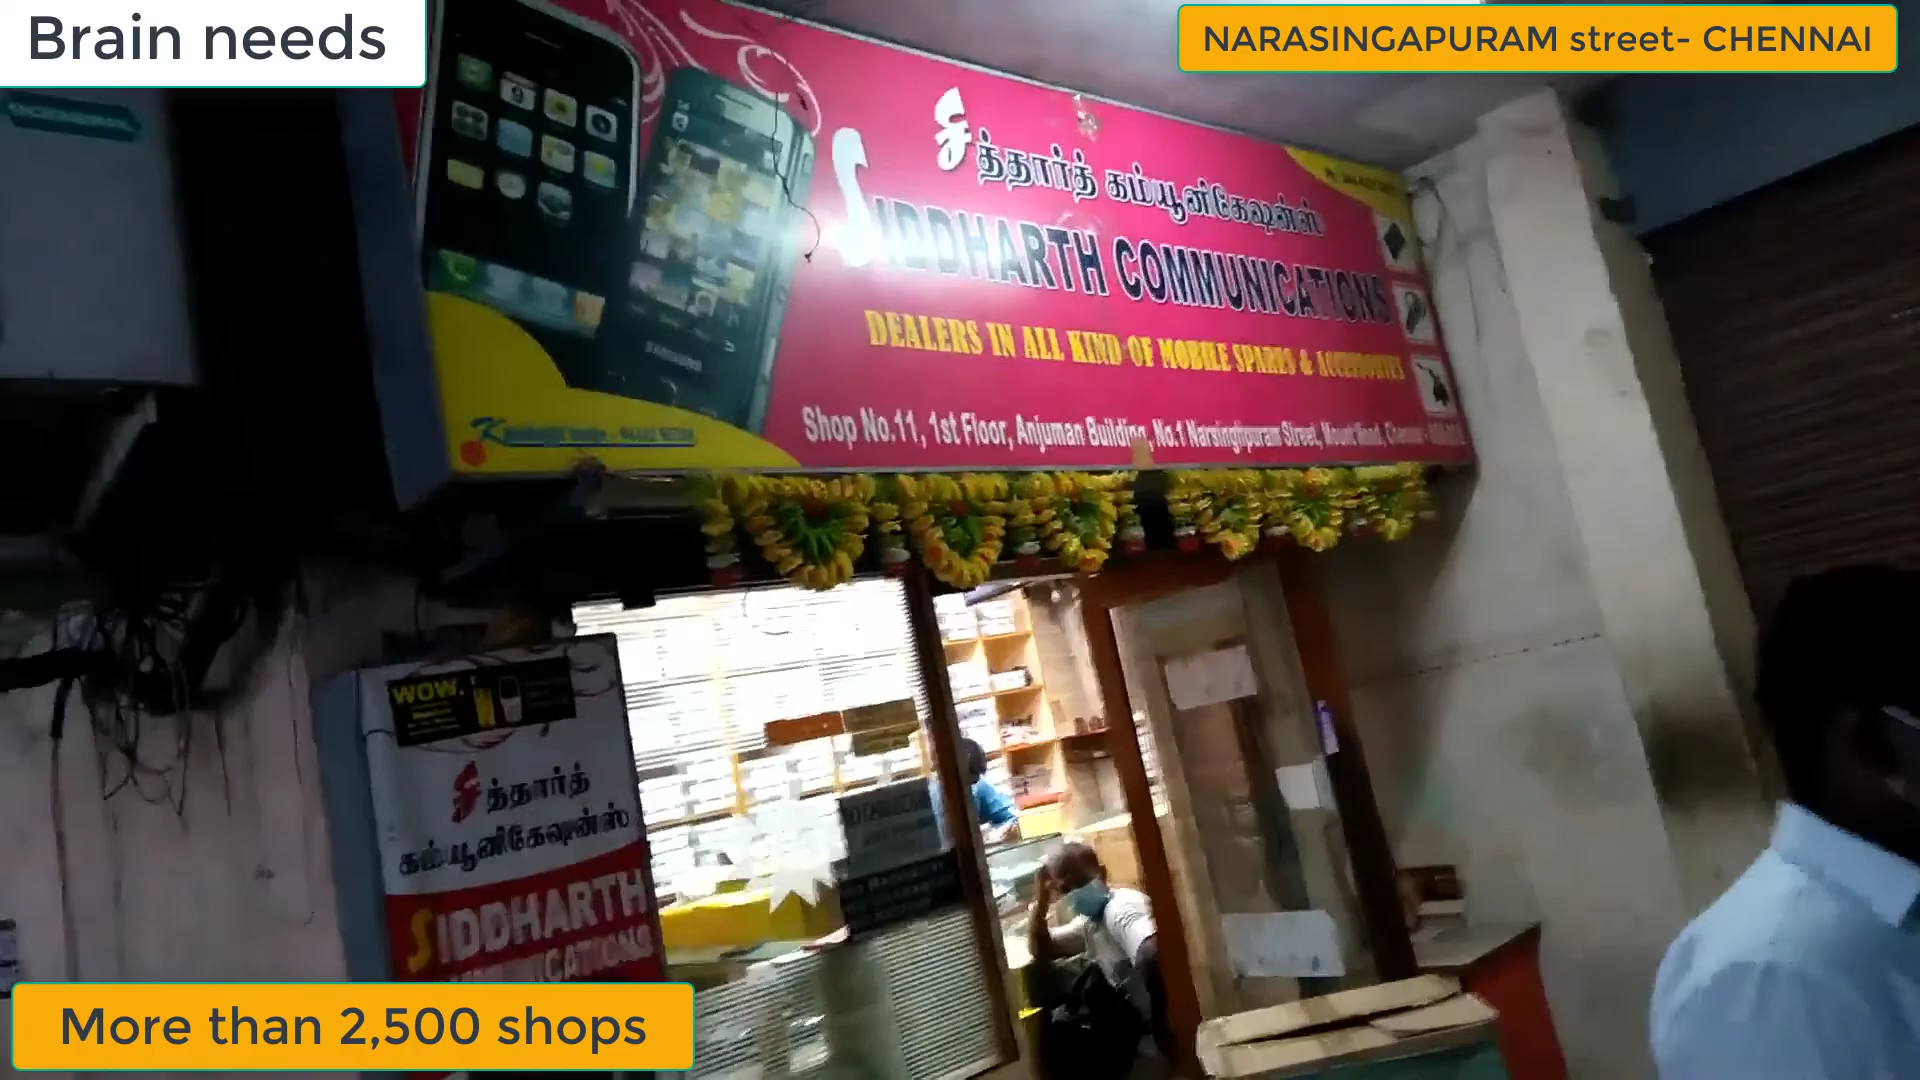 Brain needs
NARASINGAPURAM street- CHENNAI
சித்தார்த் கம்யூனிகேஷன்ஸ்
SIDDHARTH COMMUNICATIONS
DEALERS IN ALL KIND OF MOBILE SPARES & ACCESSORIES
SAMSUNG
Shop No.11, 1st Floor, Anjuman Building, No.1 Narsingipuram Street, Mount Road, Chennai -
WOW.
சித்தார்த்
கம்யூனிகேஷன்ஸ்
SIDDHARTH
More than 2,500 shops